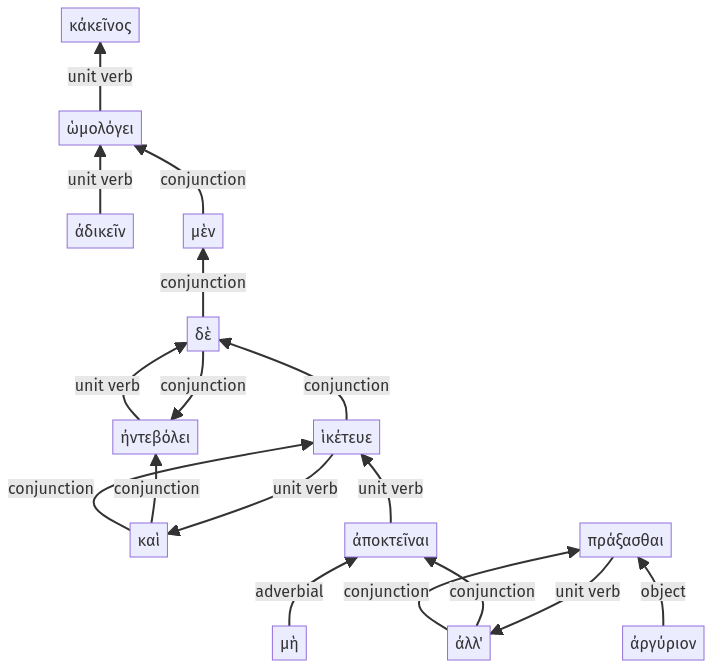 κἀκεῖνος
unit verb
ὡμολόγει
unit verb conjunction
ἀδικεῖν μὲν
conjunction
δὲ
unit verb conjunction conjunction
ἠντεβόλει ἱκέτευε
conjunction conjunction unit verb unit verb
καὶ ἀποκτεῖναι πράξασθαι
adverbial conjunction conjunction unit verb object
μὴ ἀλλ' ἀργύριον